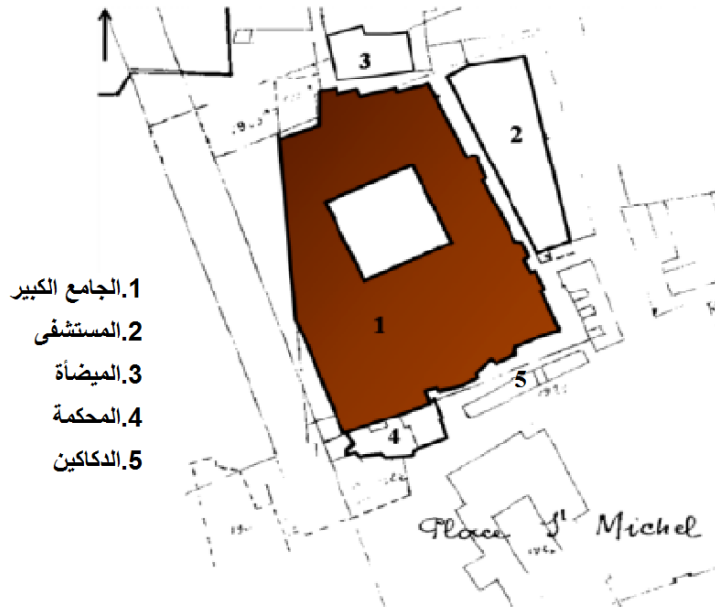 3
2
1.الجامع الكبير
2.المستشفى
3.الميضأة
4.المحكمة
5.الدكاكين
1
5
4
Place St Michel